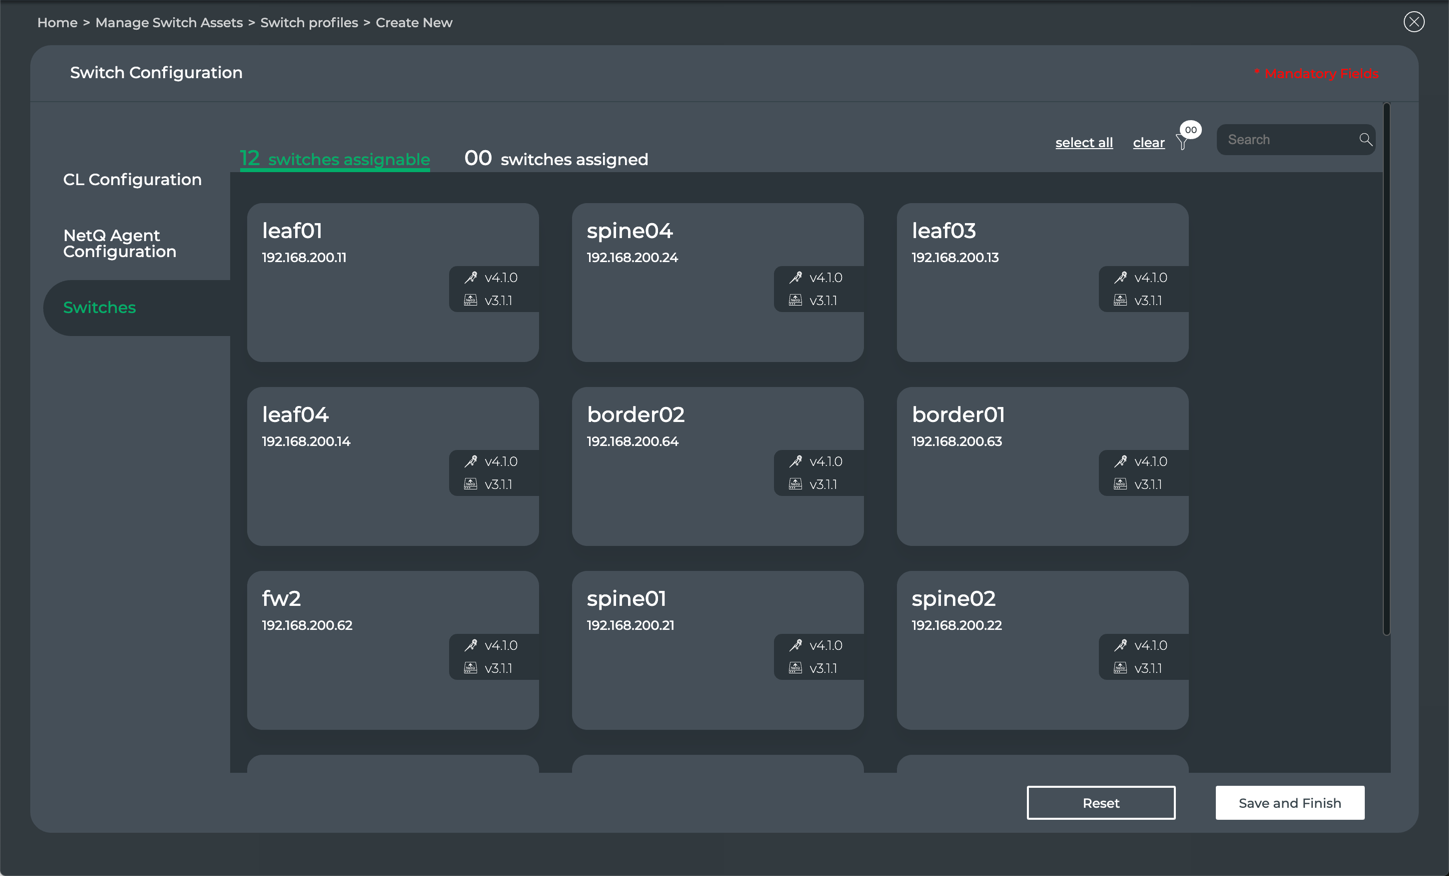 Home > Manage Switch Assets > Switch profiles > Create New
Switch Configuration
* Mandatory Fields
CL Configuration
NetQ Agent
Configuration
Switches
12 switches assignable
00 switches assigned
select all
clear
00
Search
leaf01
192.168.200.11
v4.1.0
v3.1.1
spine04
192.168.200.24
v4.1.0
v3.1.1
leaf03
192.168.200.13
v4.1.0
v3.1.1
leaf04
192.168.200.14
v4.1.0
v3.1.1
border02
192.168.200.64
v4.1.0
v3.1.1
border01
192.168.200.63
v4.1.0
v3.1.1
fw2
192.168.200.62
v4.1.0
v3.1.1
spine01
192.168.200.21
v4.1.0
v3.1.1
spine02
192.168.200.22
v4.1.0
v3.1.1
Reset
Save and Finish